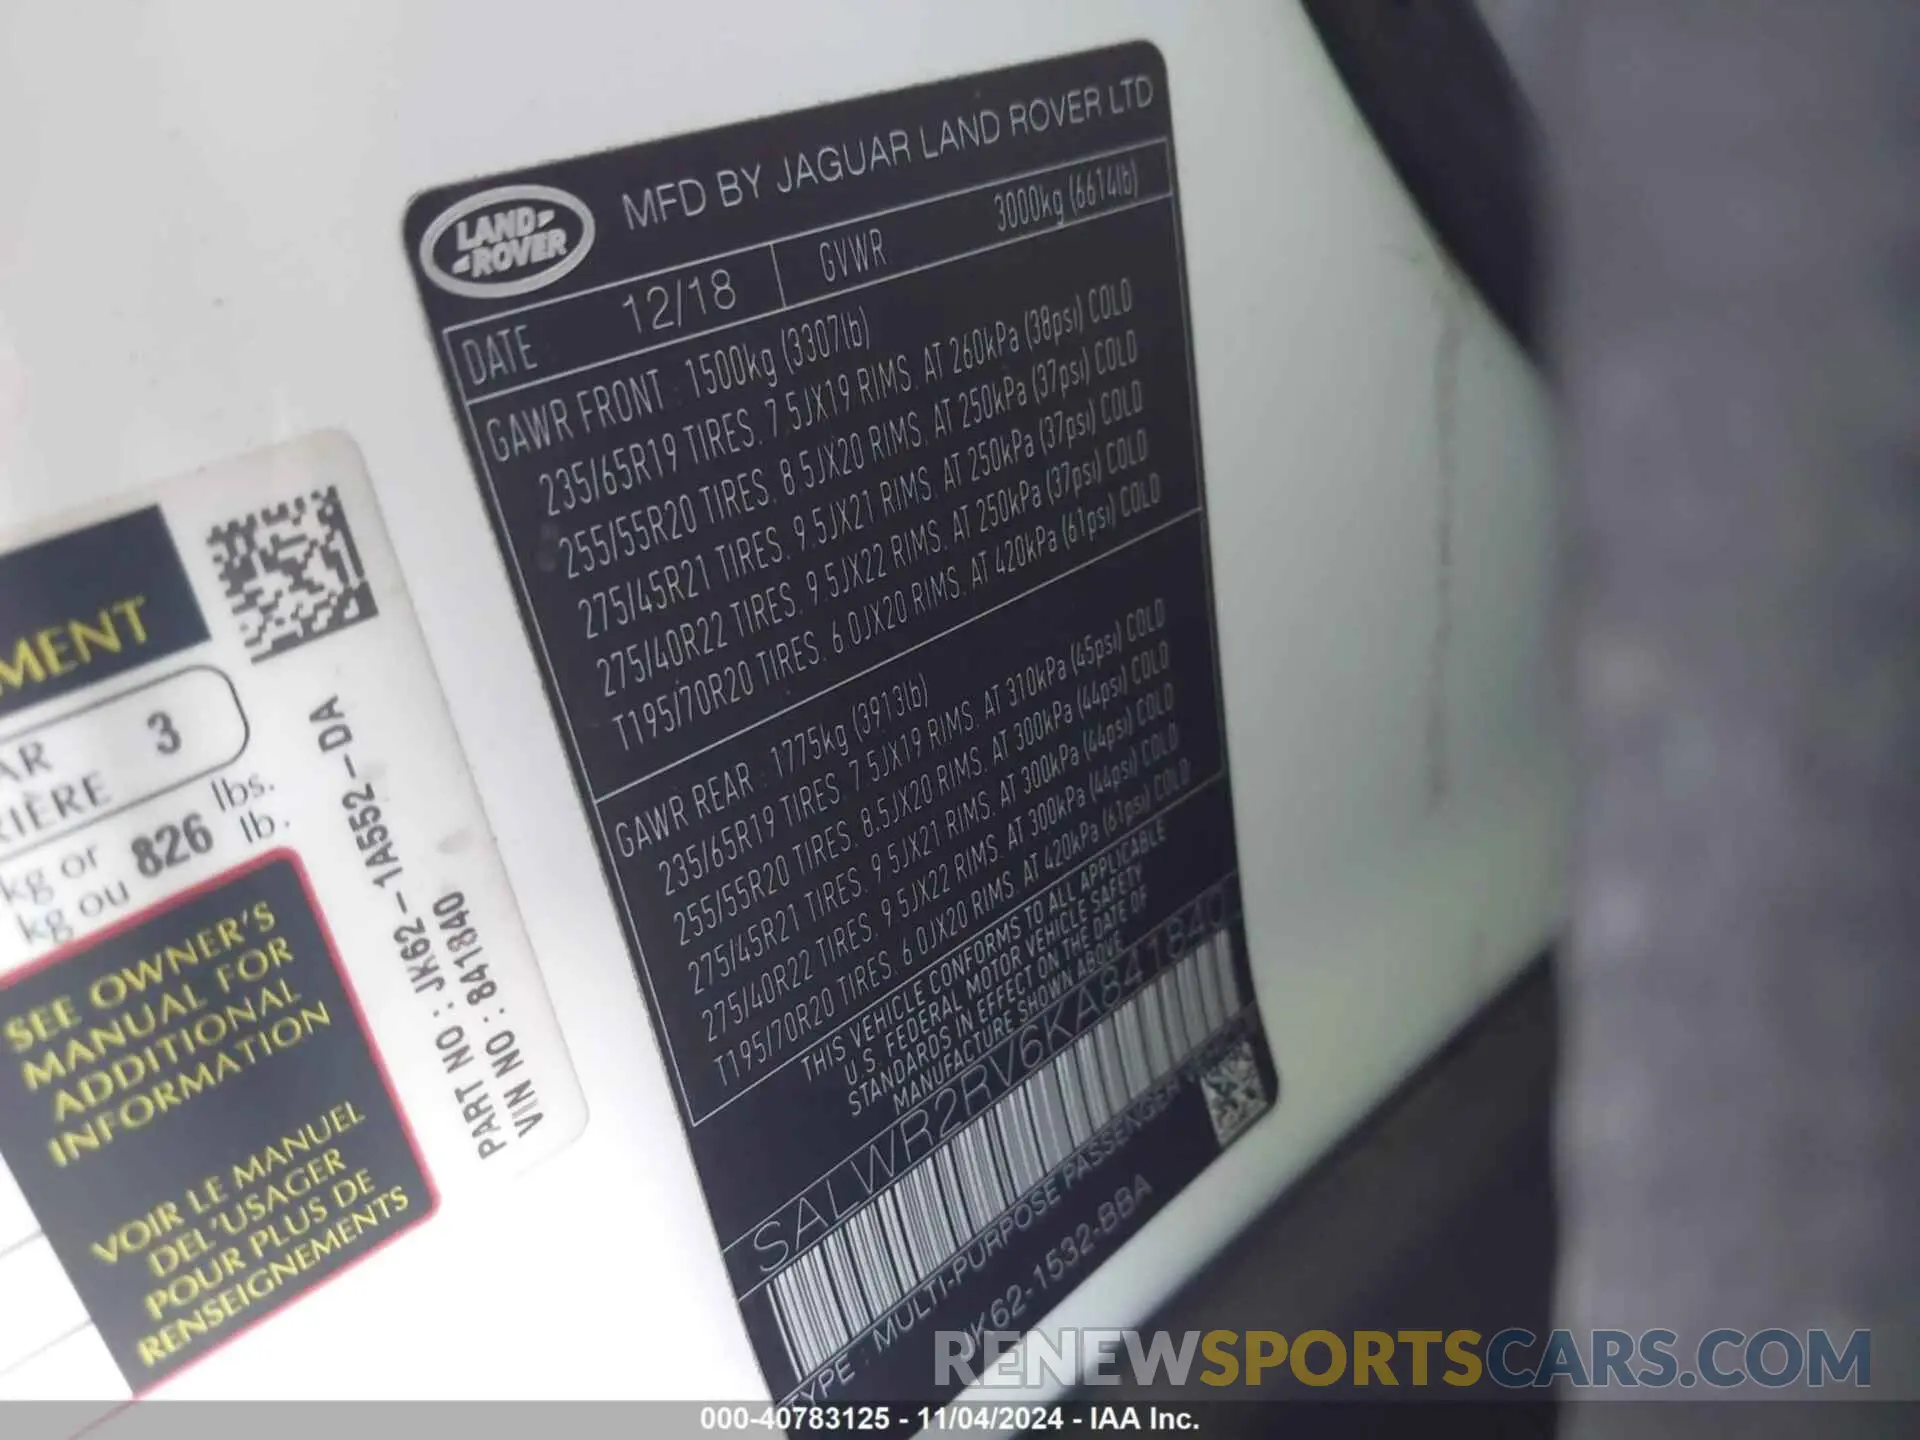 LAND-
-ROVER
MFD BY JAGUAR LAND ROVER LTD
DATE 12/18 GVWR 3000kg (6614lb)
GAWR FRONT : 1500kg (3307lb)
235/65R19 TIRES. 7.5JX19 RIMS. AT 260kPa (38psi) COLD
255/55R20 TIRES. 8.5JX20 RIMS. AT 250kPa (37psi) COLD
275/45R21 TIRES. 9.5JX21 RIMS. AT 250kPa (37psi) COLD
275/40R22 TIRES. 9.5JX22 RIMS. AT 250kPa (37psi) COLD
T195/70R20 TIRES. 6.0JX20 RIMS. AT 420kPa (61psi) COLD
GAWR REAR : 1775kg (3913lb)
235/65R19 TIRES. 7.5JX19 RIMS. AT 310kPa (45psi) COLD
255/55R20 TIRES. 8.5JX20 RIMS. AT 300kPa (44psi) COLD
275/45R21 TIRES. 9.5JX21 RIMS. AT 300kPa (44psi) COLD
275/40R22 TIRES. 9.5JX22 RIMS. AT 300kPa (44psi) COLD
T195/70R20 TIRES. 6.0JX20 RIMS. AT 420kPa (61psi) COLD
THIS VEHICLE CONFORMS TO ALL APPLICABLE
U.S. FEDERAL MOTOR VEHICLE SAFETY
STANDARDS IN EFFECT ON THE DATE OF
MANUFACTURE SHOWN ABOVE
SALWR2RV6KA841840
TYPE : MULTI-PURPOSE PASSENGER
JK62-1532-BBA
MENT
AR 3
RIÈRE
kg or 826 lbs.
kg ou lb.
SEE OWNER'S
MANUAL FOR
ADDITIONAL
INFORMATION
VOIR LE MANUEL
DEL'USAGER
POUR PLUS DE
RENSEIGNEMENTS
PART NO : JK62-1A552-DA
VIN NO : 841840
RENEWSPORTSCARS.COM
000-40783125 - 11/04/2024 - IAA Inc.